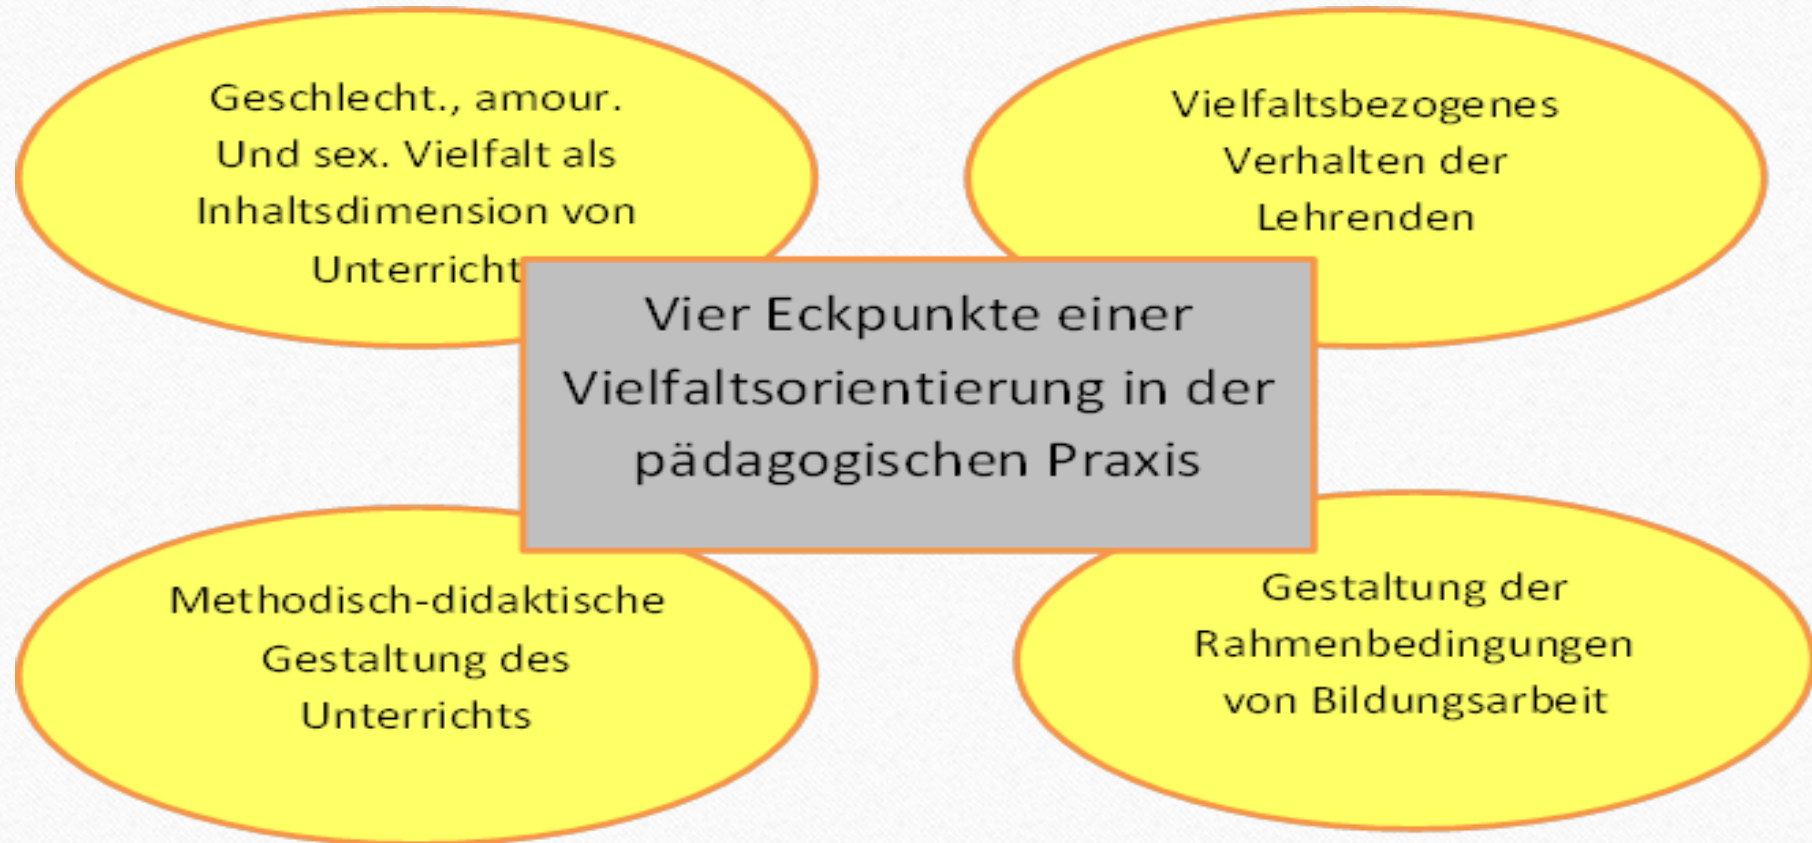 Geschlecht., amour.
Und sex. Vielfalt als
Inhaltsdimension von
Unterricht
Vielfaltsbezogenes
Verhalten der
Lehrenden
Vier Eckpunkte einer
Vielfaltsorientierung in der
pädagogischen Praxis
Methodisch-didaktische
Gestaltung des
Unterrichts
Gestaltung der
Rahmenbedingungen
von Bildungsarbeit